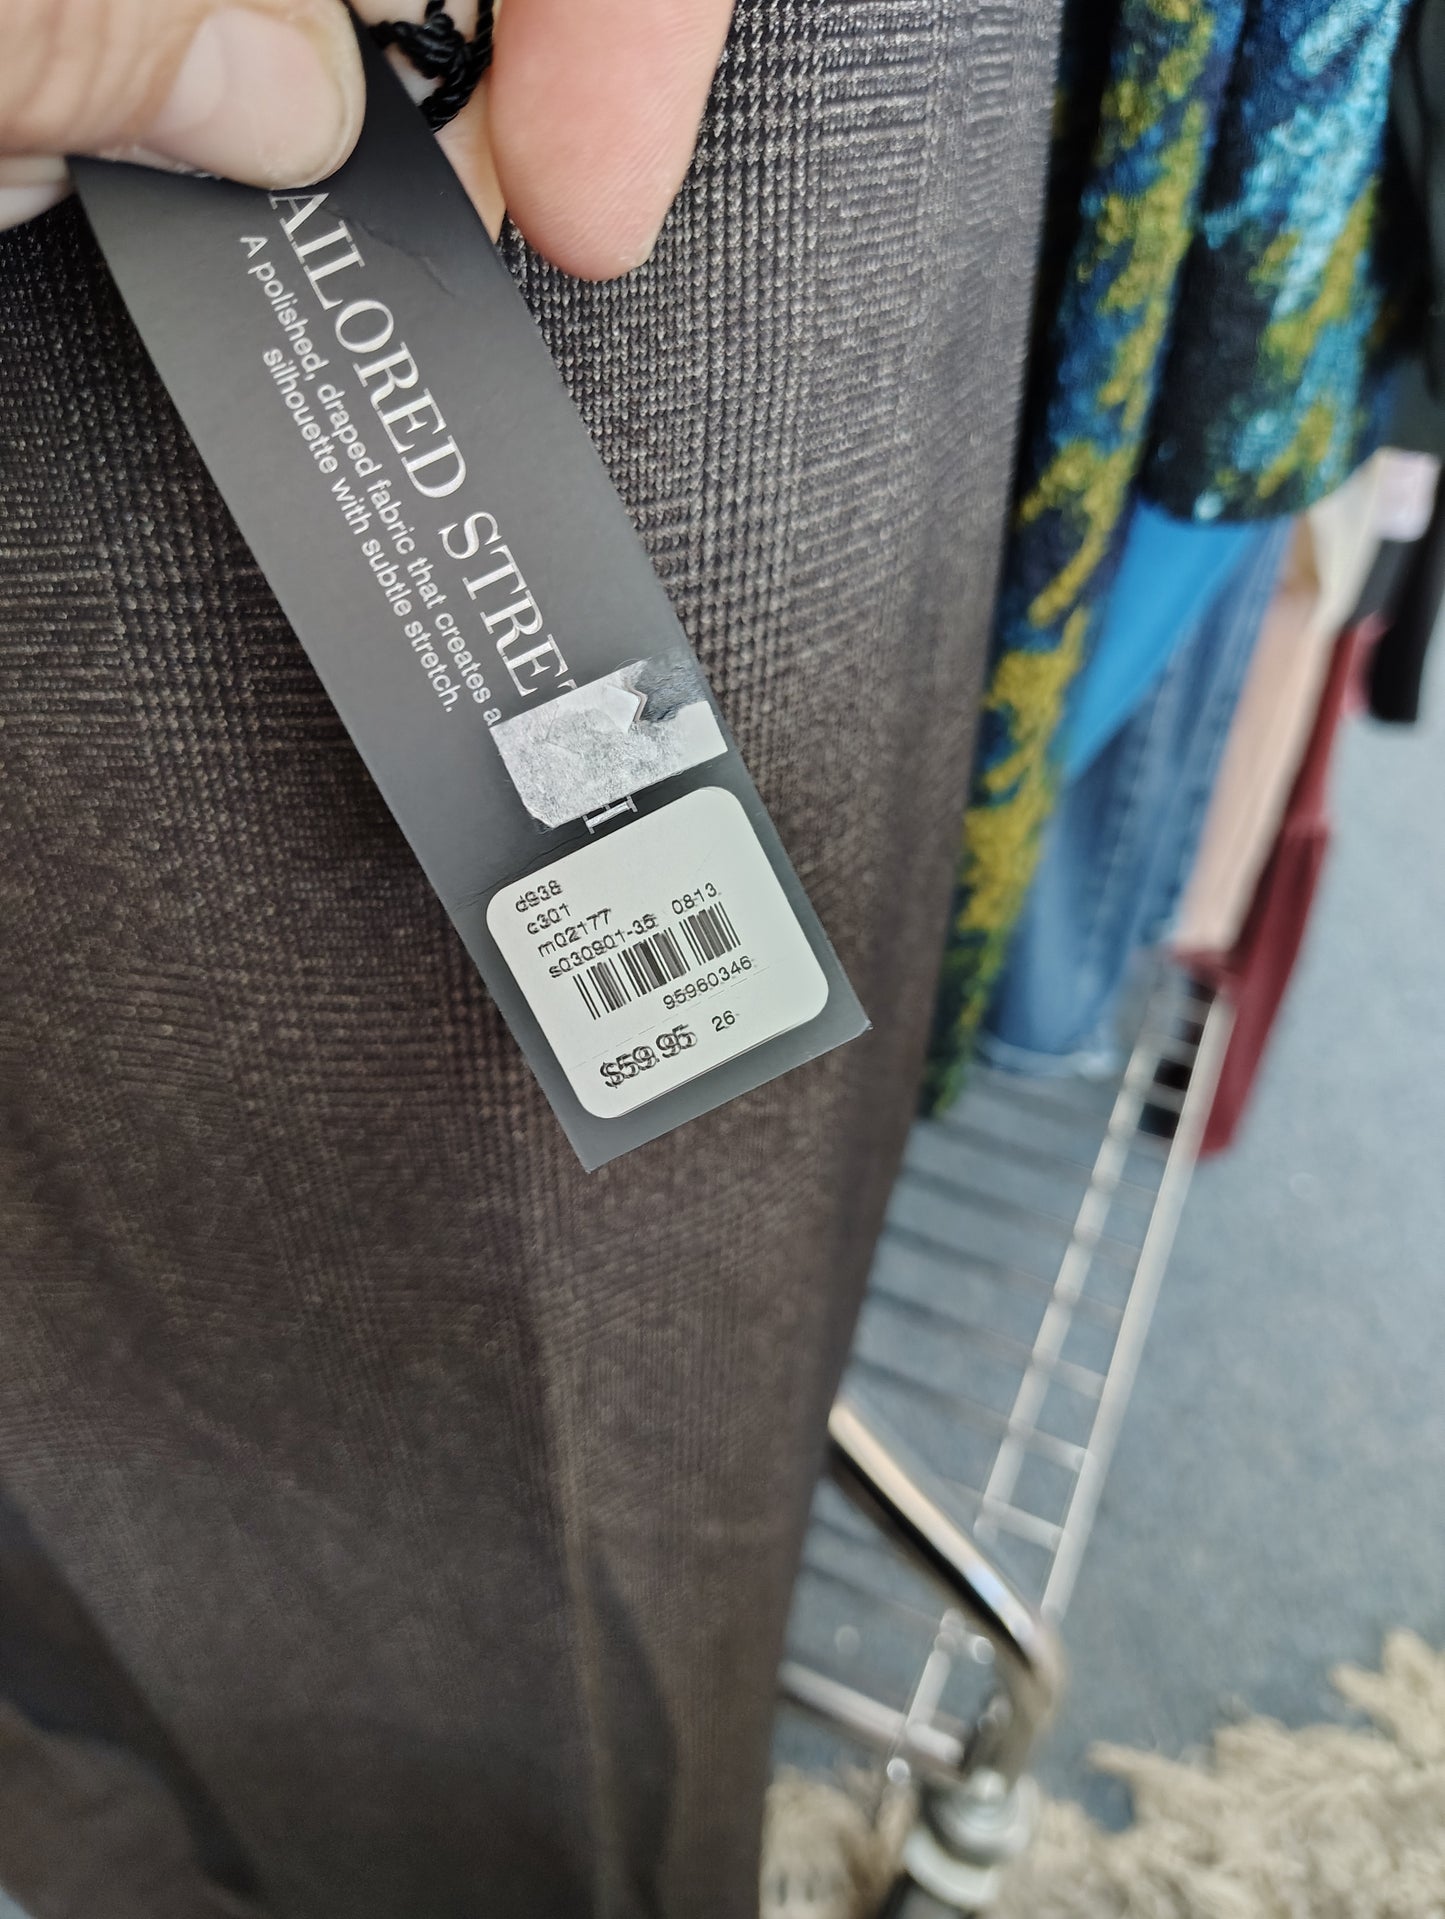 AILORED STRE
H
A polished, draped fabric that creates a
silhouette with subtle stretch.
d938
c301
m02177
s030901-35 0813
95960346
$59.95 26